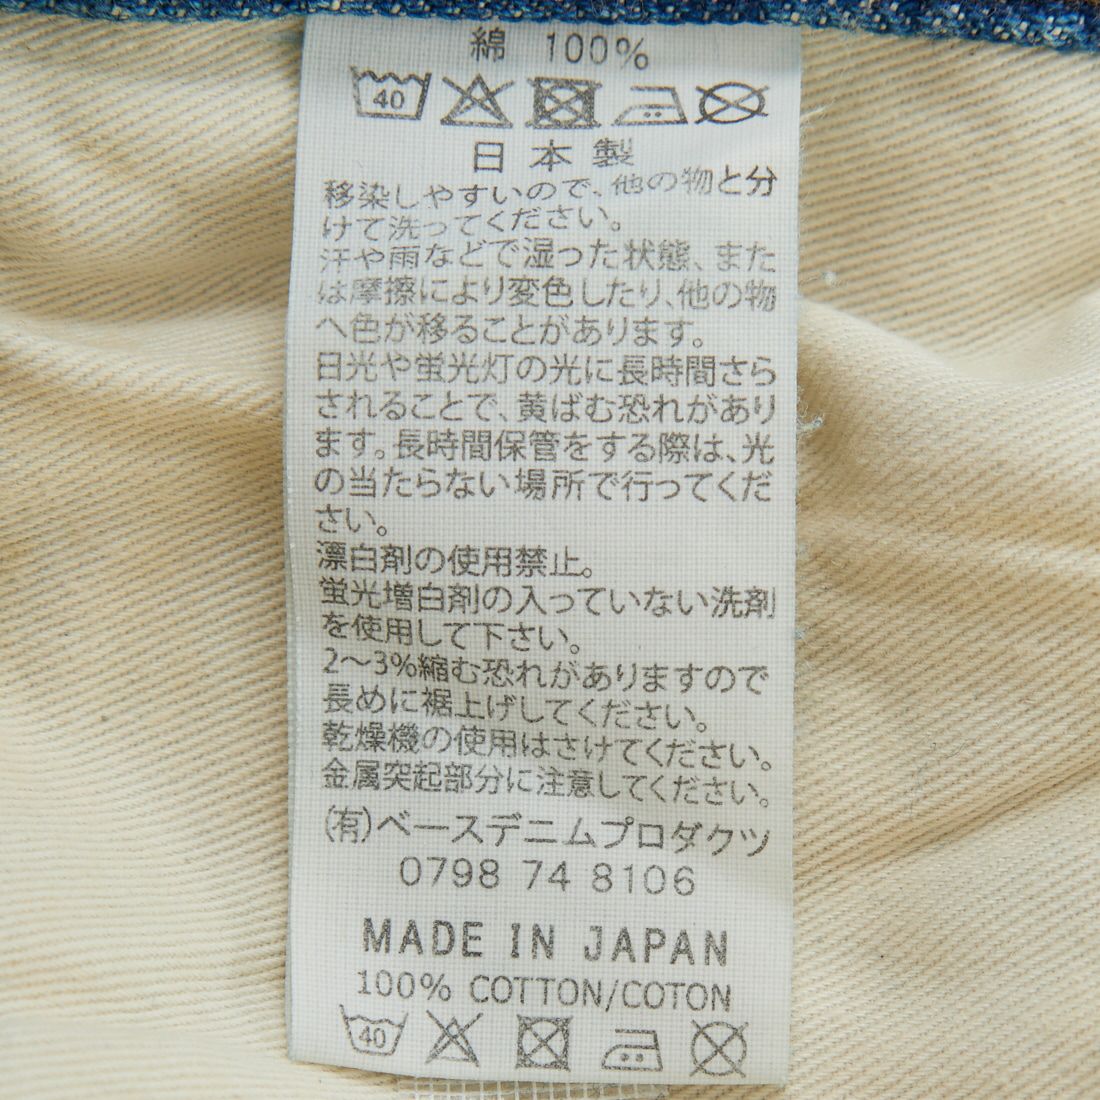 綿 100%
40
日本製
移染しやすいので、他の物と分
けて洗ってください。
汗や雨などで湿った状態、また
は摩擦により変色したり、他の物
へ色が移ることがあります。
日光や蛍光灯の光に長時間さら
されることで、黄ばむ恐れがあり
ます。長時間保管をする際は、光
の当たらない場所で行ってくだ
さい。
漂白剤の使用禁止。
蛍光増白剤の入っていない洗剤
を使用して下さい。
2～3%縮む恐れがありますので
長めに裾上げしてください。
乾燥機の使用はさけてください。
金属突起部分に注意してください。
(有)ベースデニムプロダクツ
0798 74 8106
MADE IN JAPAN
100% COTTON/COTON
40